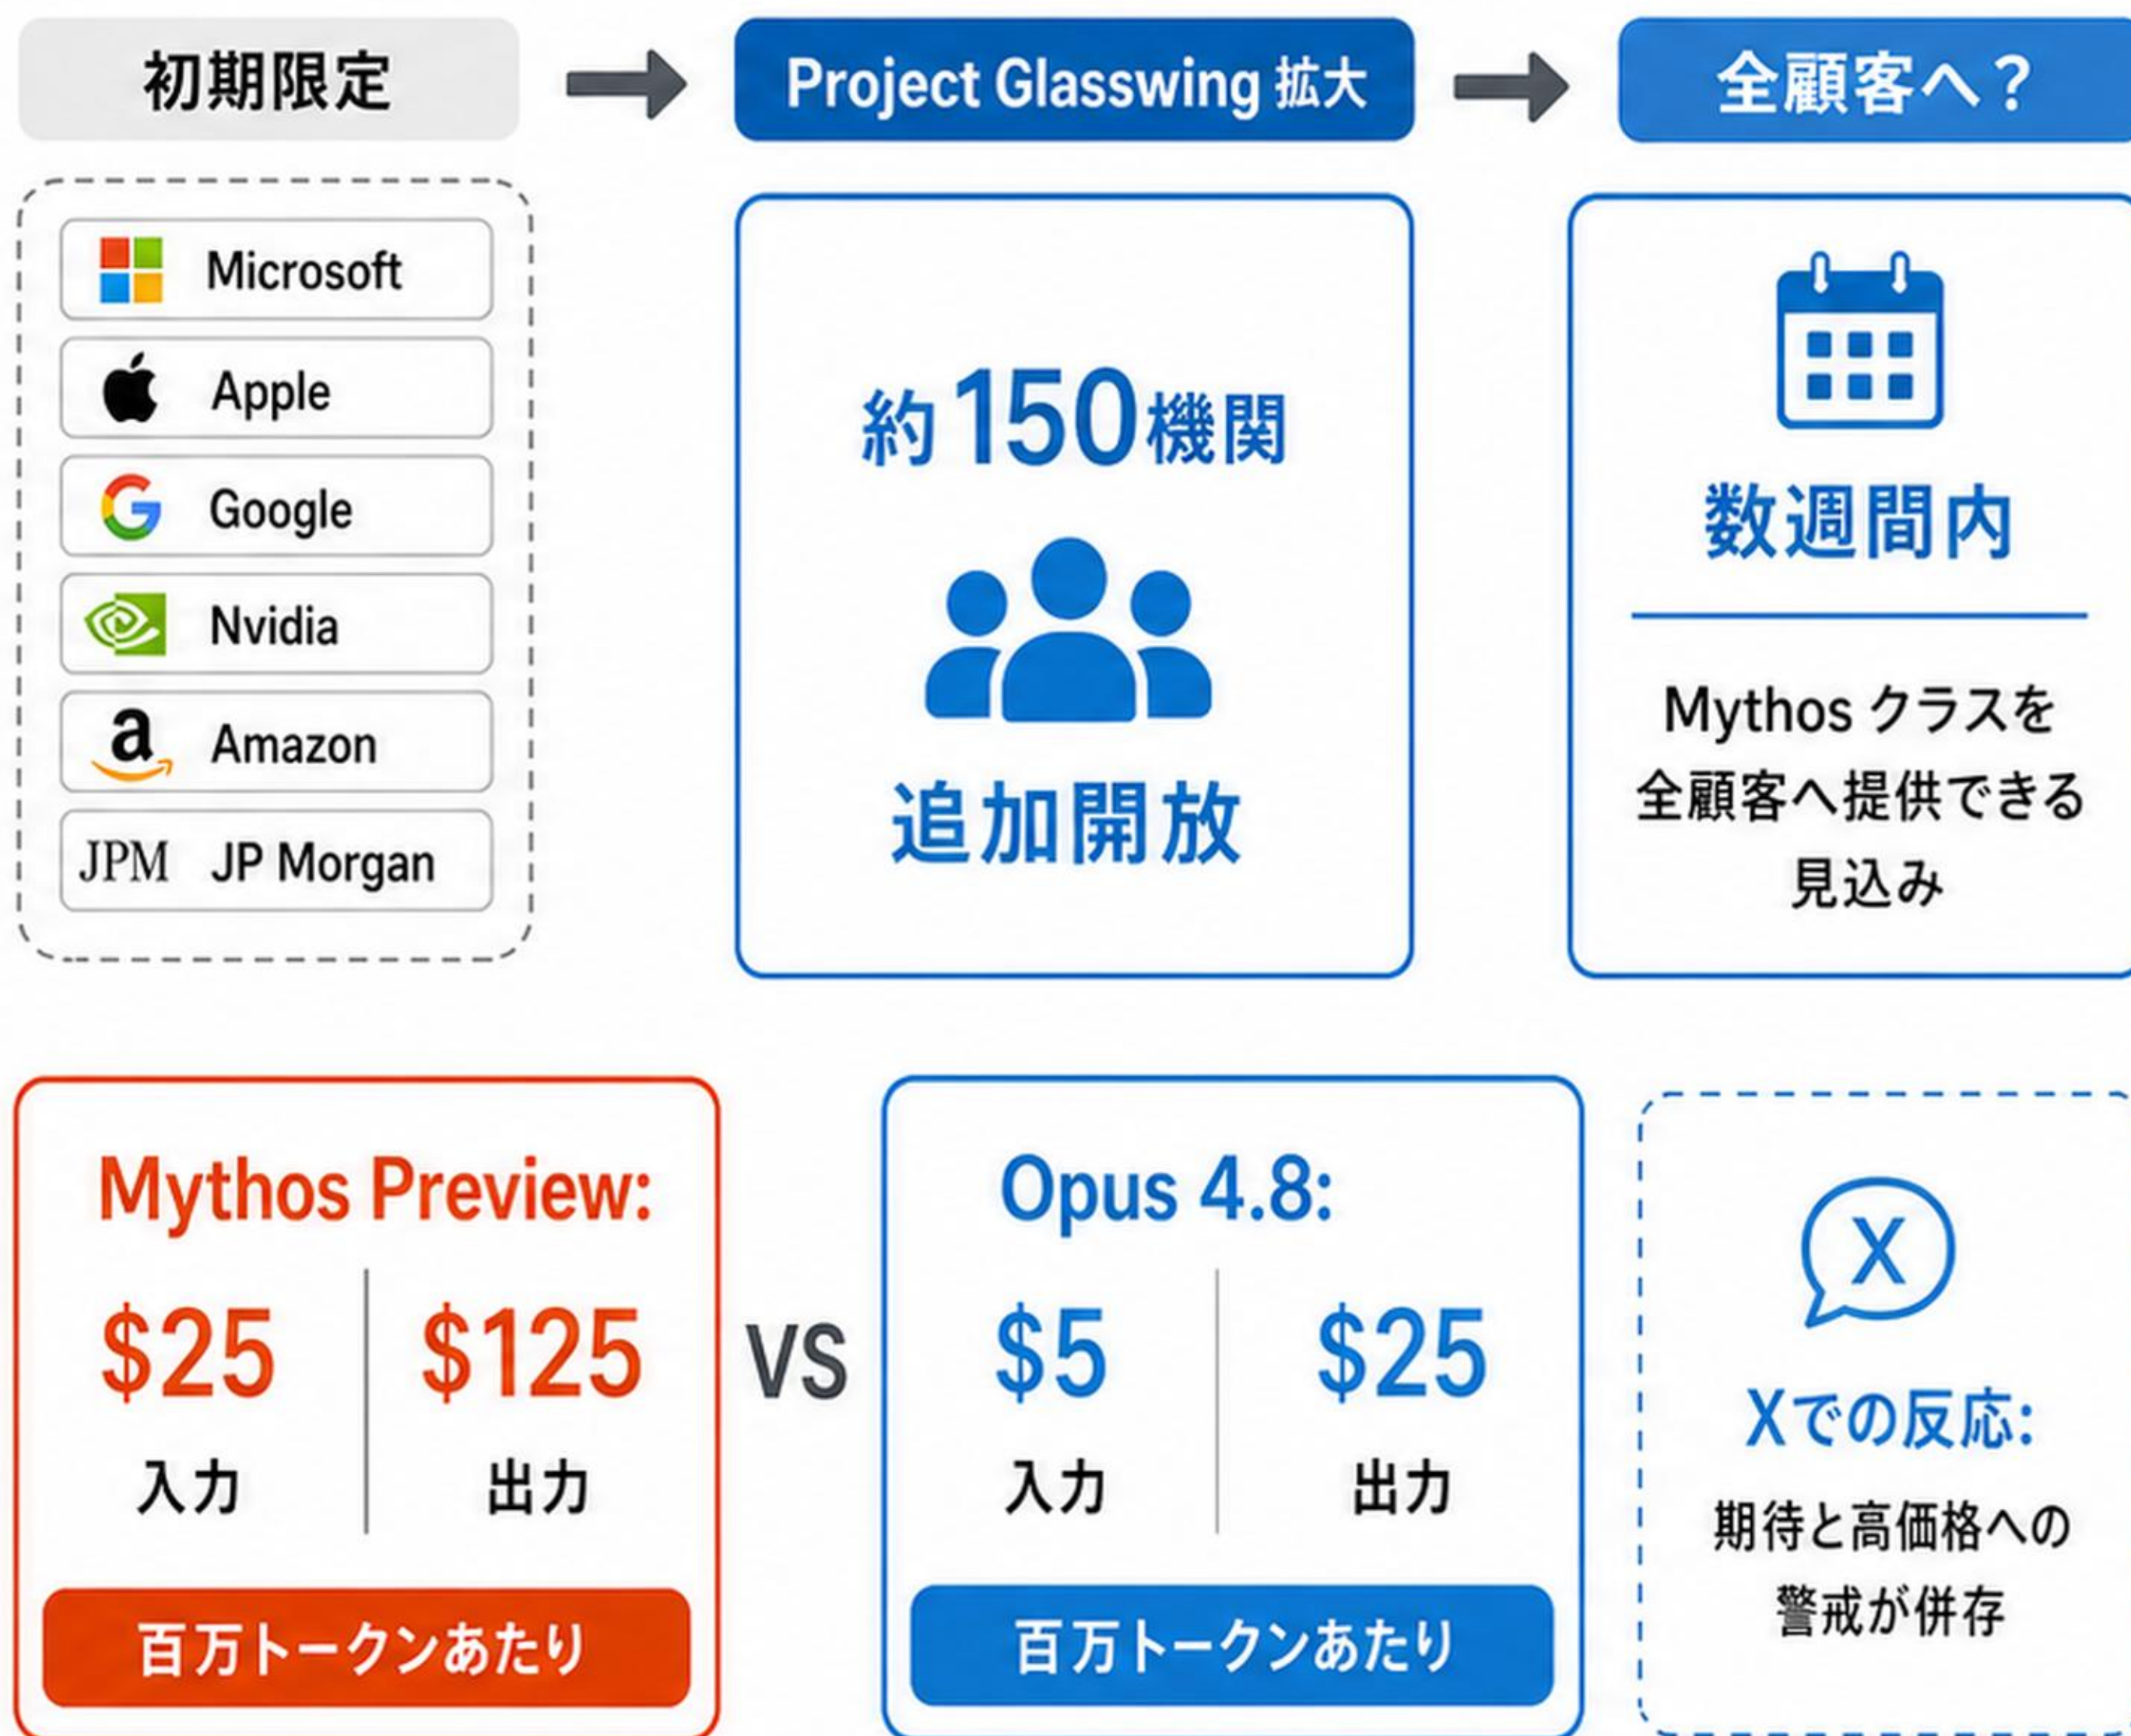 初期限定
Project Glasswing 拡大
全顧客へ？
Microsoft
Apple
Google
Nvidia
a Amazon
JPM JP Morgan
約150機関
追加開放
数週間内
Mythos クラスを
全顧客へ提供できる
見込み
Mythos Preview:
$25 $125
入力 出力
百万トークンあたり
VS
Opus 4.8:
$5 $25
入力 出力
百万トークンあたり
X
Xでの反応:
期待と高価格への
警戒が併存